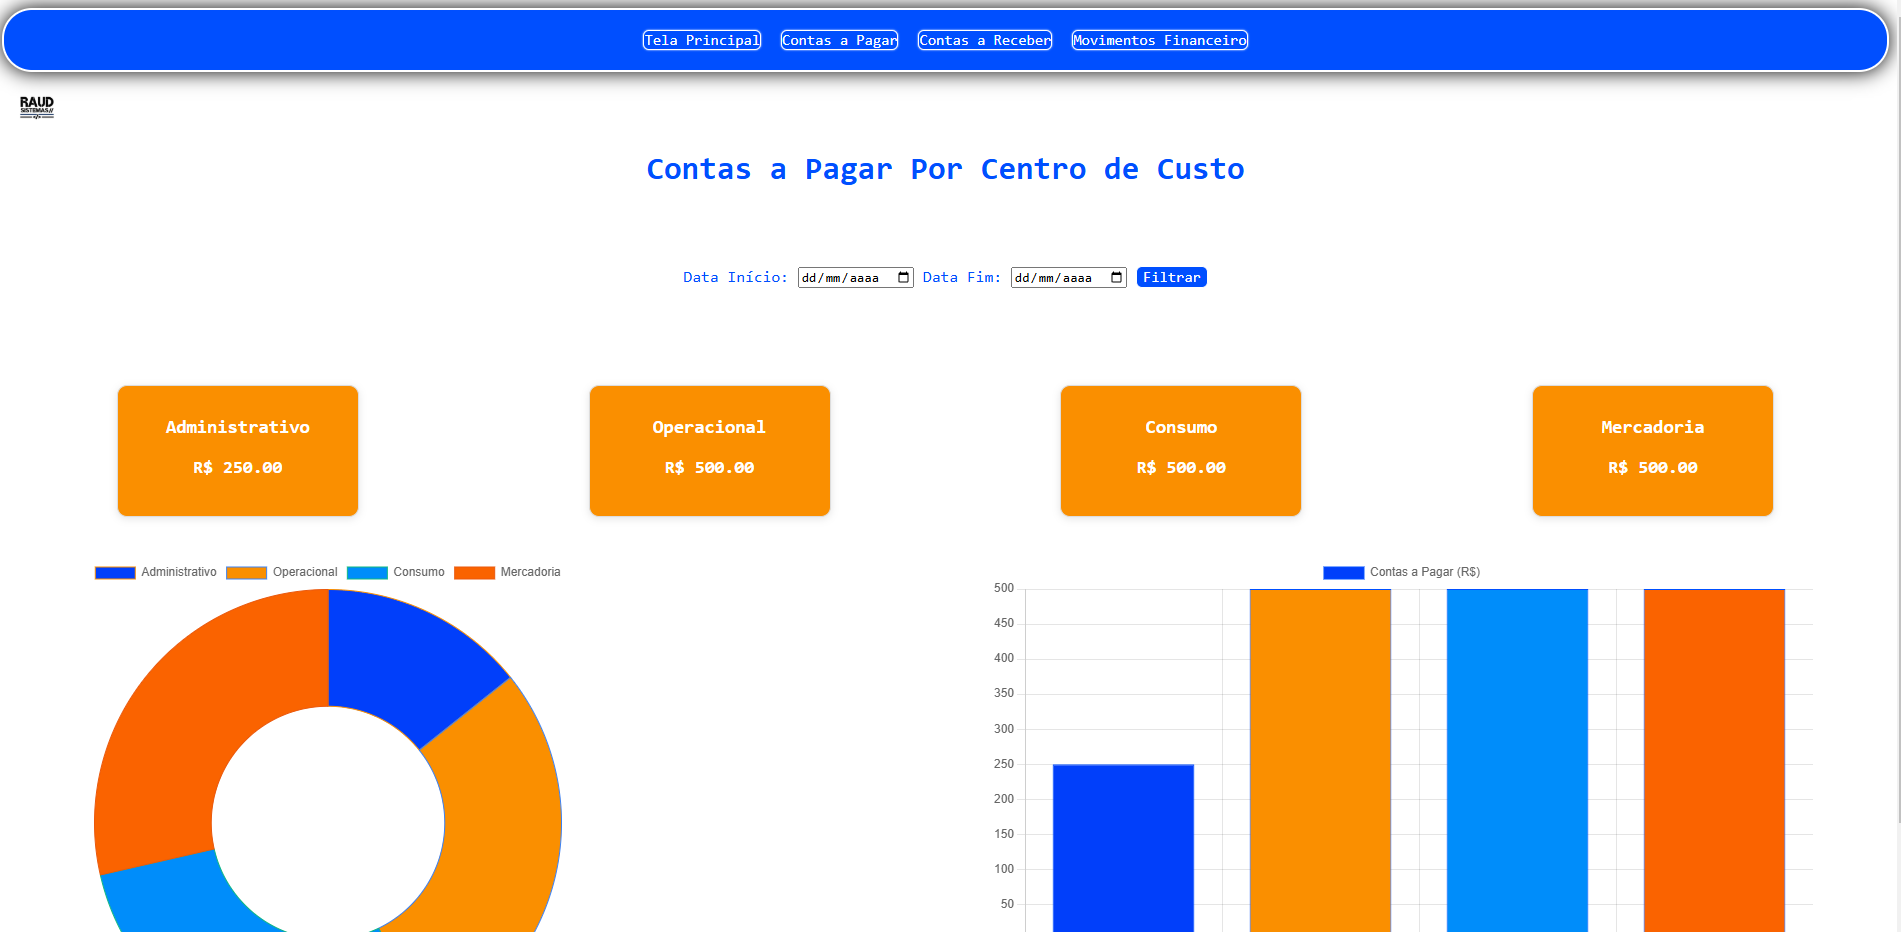 Tela Principal Contas a Pagar Contas a Receber Movimentos Financeiro
RAUD
SISTEMAS//
</>
Contas a Pagar Por Centro de Custo
Data Início: dd/mm/aaaa Data Fim: dd/mm/aaaa Filtrar
Administrativo
R$ 250.00
Operacional
R$ 500.00
Consumo
R$ 500.00
Mercadoria
R$ 500.00
Administrativo Operacional Consumo Mercadoria
Contas a Pagar (R$)
500
450
400
350
300
250
200
150
100
50